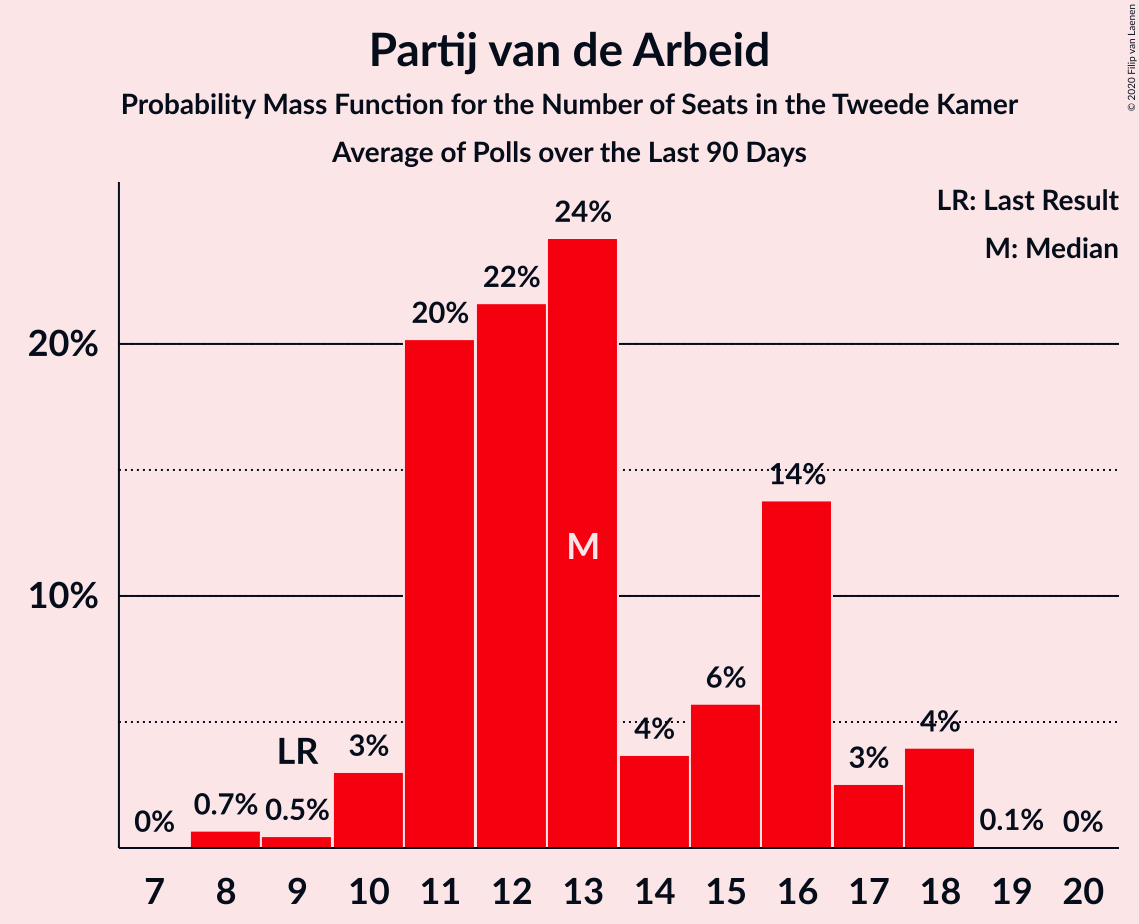 Partij van de Arbeid
Probability Mass Function for the Number of Seats in the Tweede Kamer
Average of Polls over the Last 90 Days
© 2020 Filip van Laenen
LR: Last Result
M: Median
24%
22%
20%
20%
14%
M
10%
6%
4%
4%
LR
3%
3%
0%
0.7%
0.5%
0.1%
0%
7 8 9 10 11 12 13 14 15 16 17 18 19 20